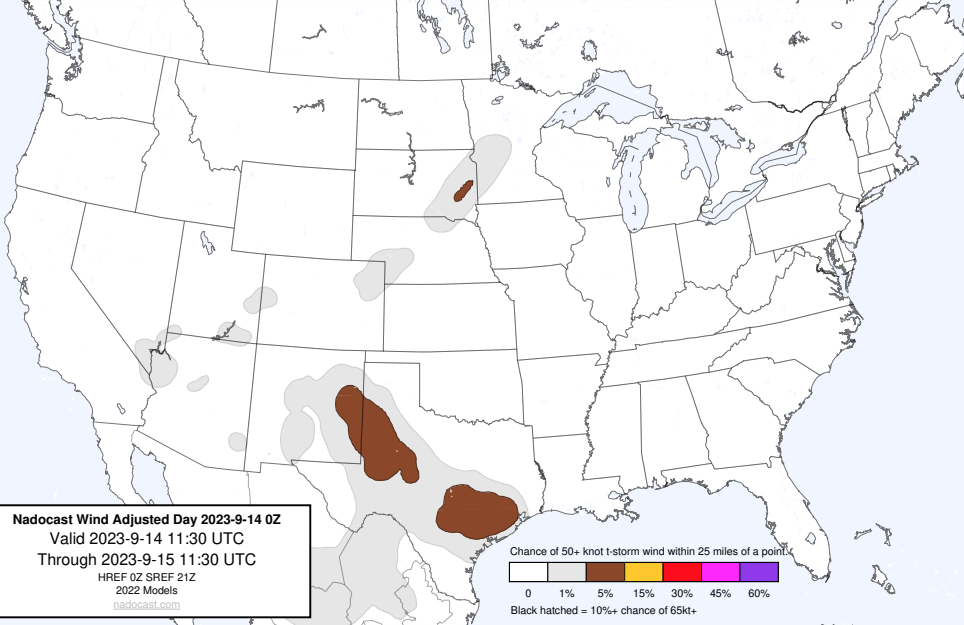 Nadocast Wind Adjusted Day 2023-9-14 0Z
Valid 2023-9-14 11:30 UTC
Through 2023-9-15 11:30 UTC
HREF 0Z SREF 21Z
2022 Models
nadocast.com
Chance of 50+ knot t-storm wind within 25 miles of a point.
0 1% 5% 15% 30% 45% 60%
Black hatched = 10%+ chance of 65kt+